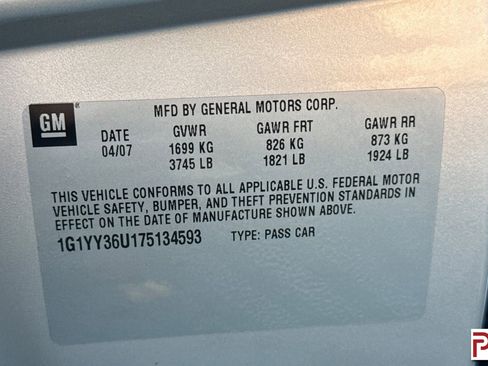 GM
®
MFD BY GENERAL MOTORS CORP.
DATE GVWR GAWR FRT GAWR RR
04/07 1699 KG 826 KG 873 KG
3745 LB 1821 LB 1924 LB
THIS VEHICLE CONFORMS TO ALL APPLICABLE U.S. FEDERAL MOTOR
VEHICLE SAFETY, BUMPER, AND THEFT PREVENTION STANDARDS IN
EFFECT ON THE DATE OF MANUFACTURE SHOWN ABOVE.
1G1YY36U175134593 TYPE: PASS CAR
P